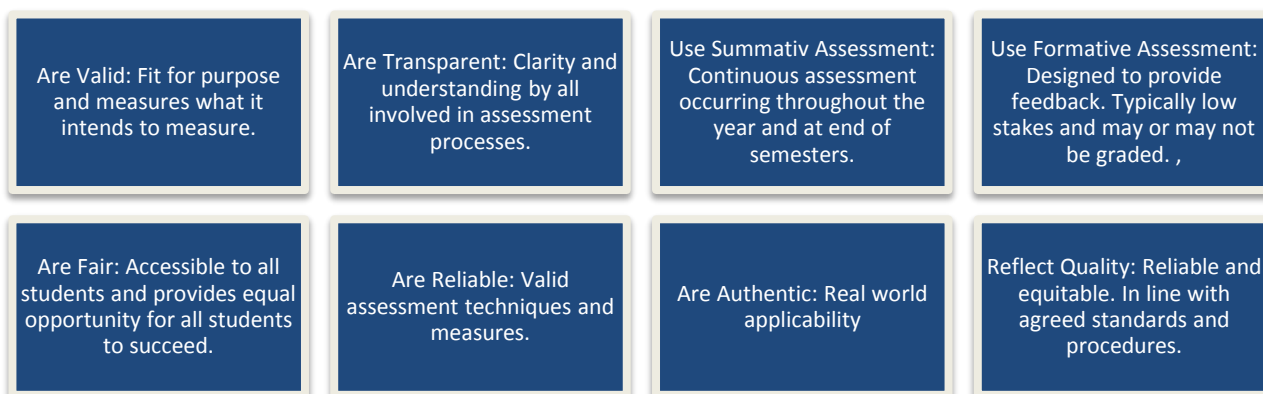 Are Valid: Fit for purpose
and measures what it
intends to measure.
Are Transparent: Clarity and
understanding by all
involved in assessment
processes.
Use Summativ Assessment:
Continuous assessment
occurring throughout the
year and at end of
semesters.
Use Formative Assessment:
Designed to provide
feedback. Typically low
stakes and may or may not
be graded. ,
Are Fair: Accessible to all
students and provides equal
opportunity for all students
to succeed.
Are Reliable: Valid
assessment techniques and
measures.
Are Authentic: Real world
applicability
Reflect Quality: Reliable and
equitable. In line with
agreed standards and
procedures.